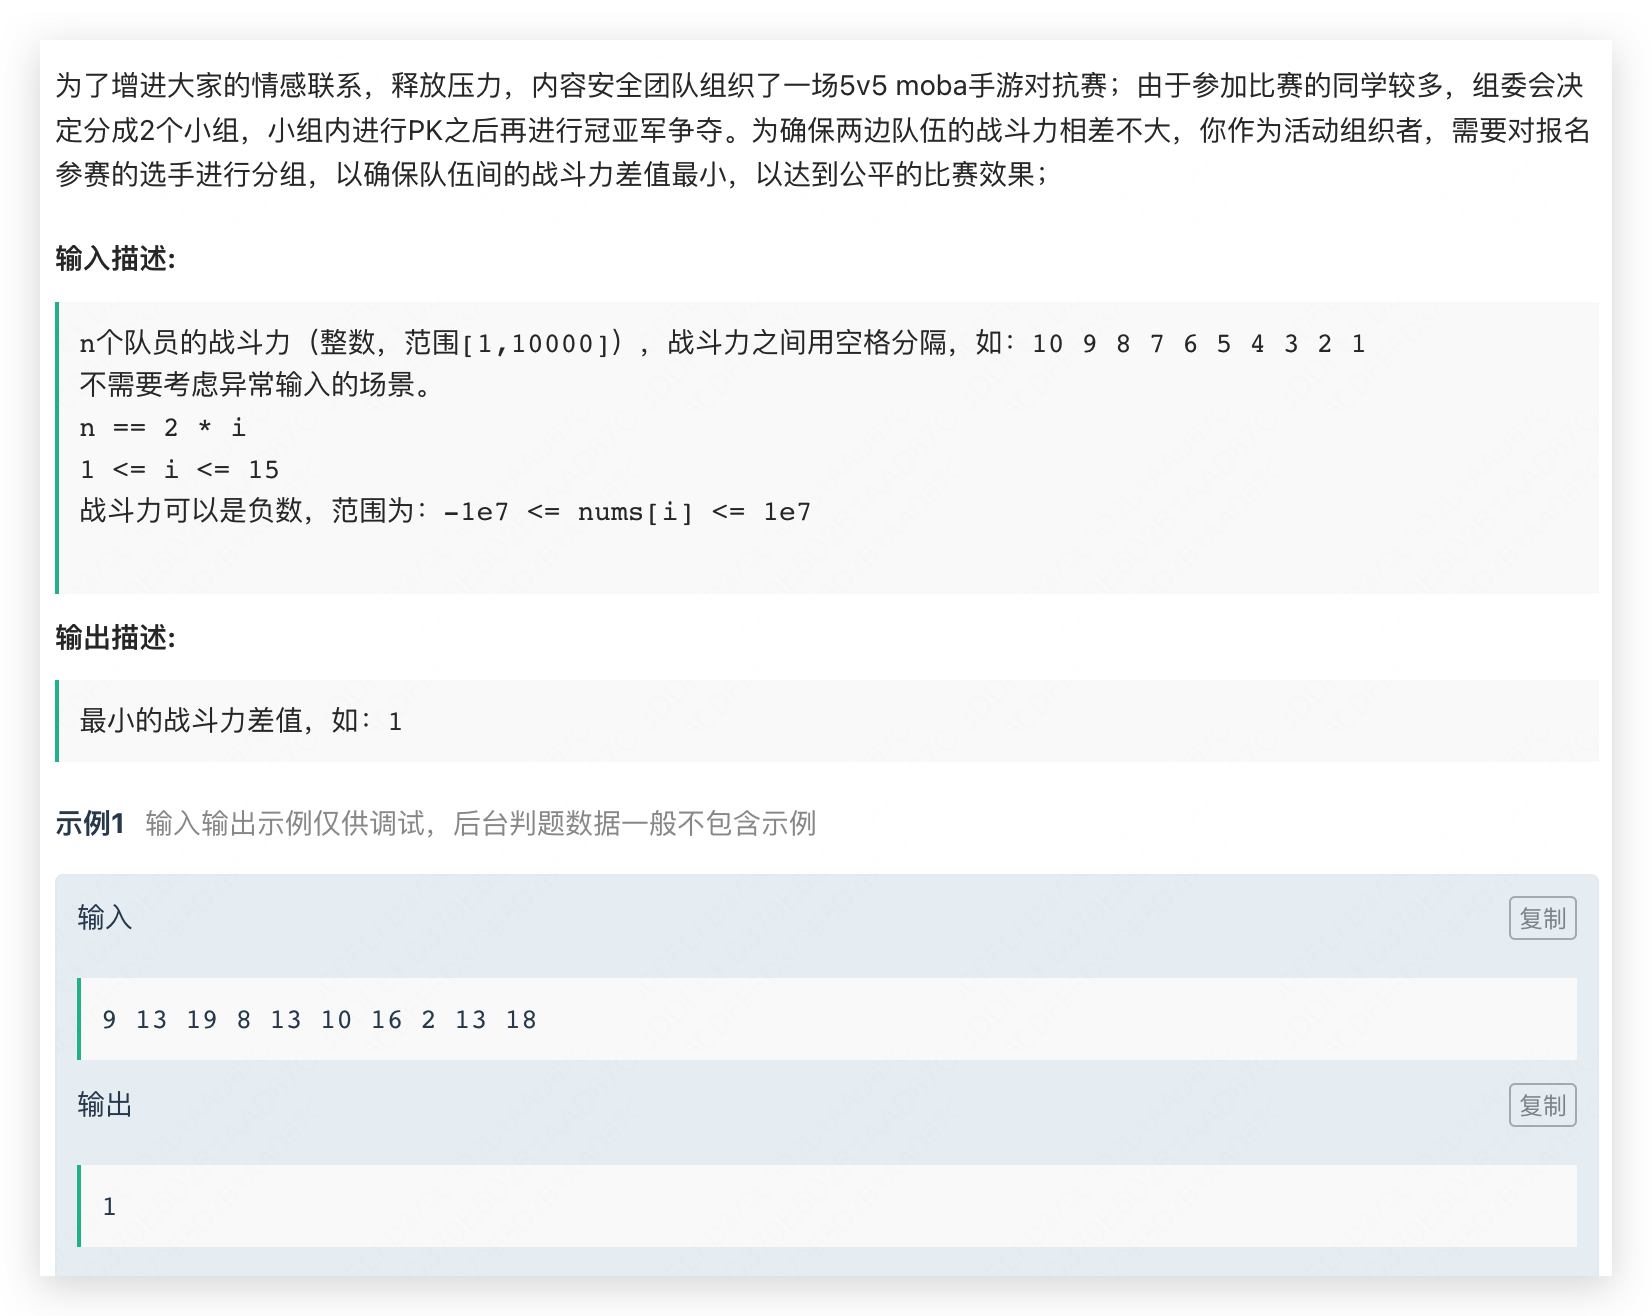 为了增进大家的情感联系，释放压力，内容安全团队组织了一场5v5 moba手游对抗赛；由于参加比赛的同学较多，组委会决
定分成2个小组，小组内进行PK之后再进行冠亚军争夺。为确保两边队伍的战斗力相差不大，你作为活动组织者，需要对报名
参赛的选手进行分组，以确保队伍间的战斗力差值最小，以达到公平的比赛效果；
输入描述:
n个队员的战斗力（整数，范围[1,10000]），战斗力之间用空格分隔，如：10 9 8 7 6 5 4 3 2 1
不需要考虑异常输入的场景。
n == 2 * i
1 <= i <= 15
战斗力可以是负数，范围为：-1e7 <= nums[i] <= 1e7
输出描述:
最小的战斗力差值，如：1
示例1 输入输出示例仅供调试，后台判题数据一般不包含示例
输入
复制
9 13 19 8 13 10 16 2 13 18
输出
复制
1